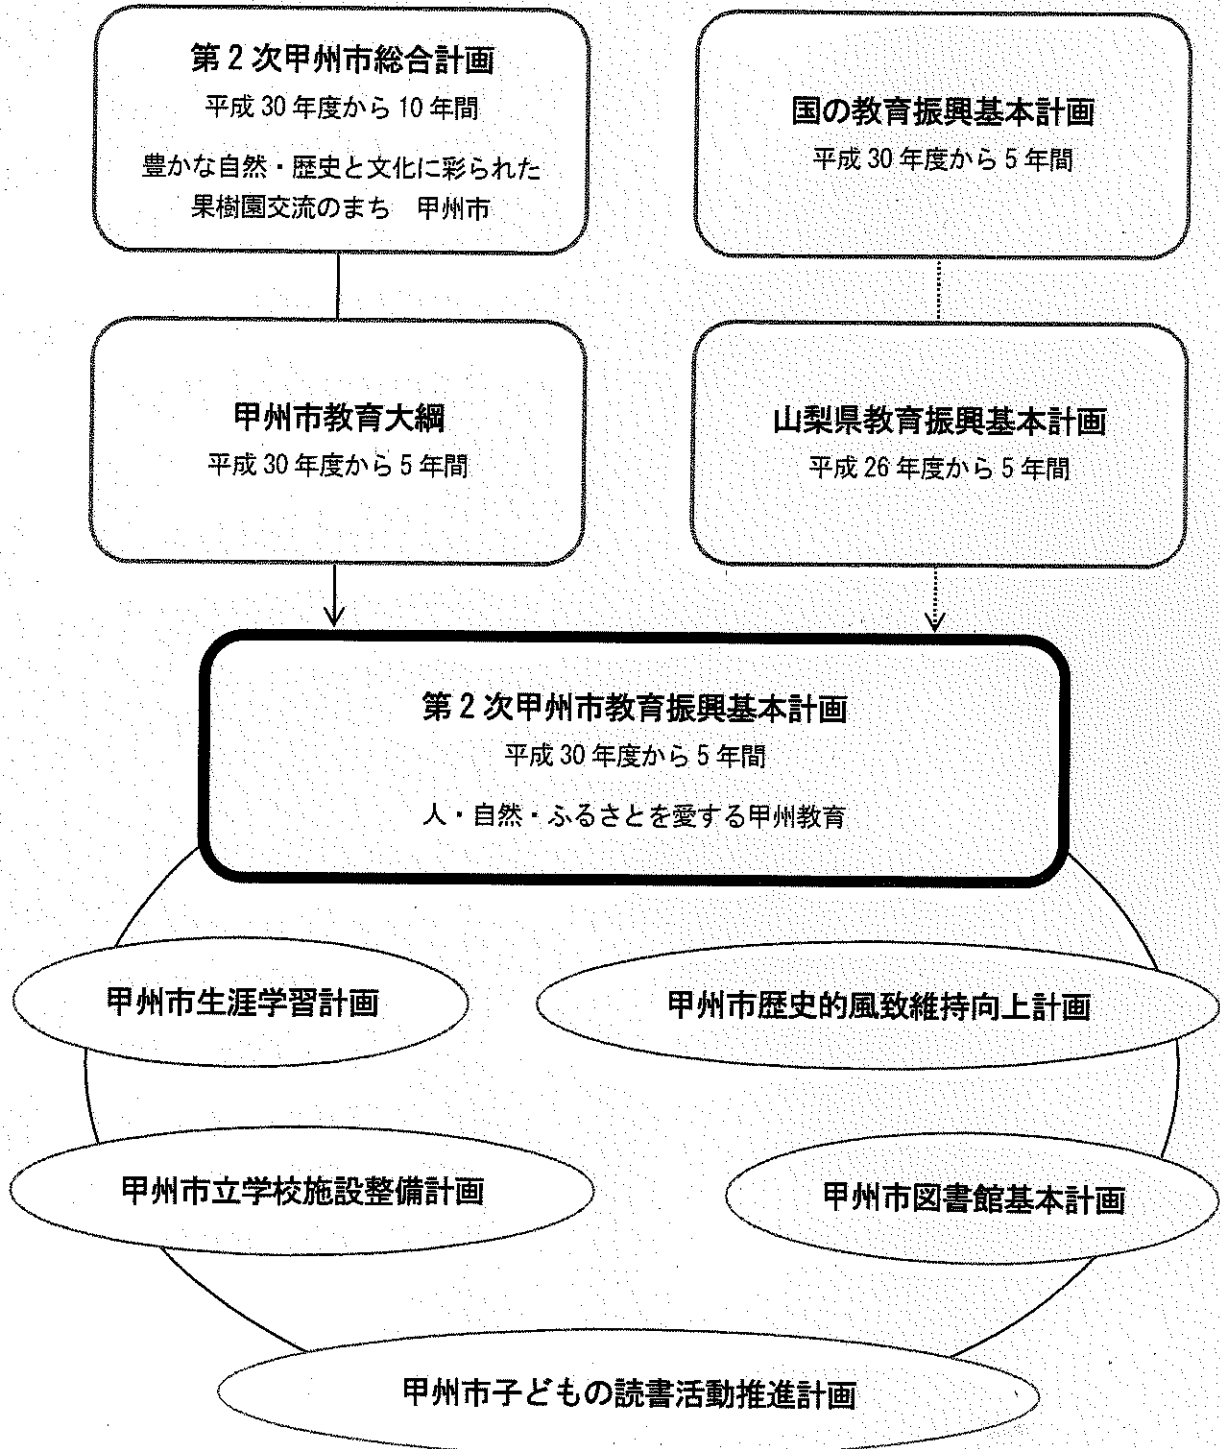 第2次甲州市総合計画
平成30年度から10年間
豊かな自然・歴史と文化に彩られた
果樹園交流のまち　甲州市
国の教育振興基本計画
平成30年度から5年間
甲州市教育大綱
平成30年度から5年間
山梨県教育振興基本計画
平成26年度から5年間
第2次甲州市教育振興基本計画
平成30年度から5年間
人・自然・ふるさとを愛する甲州教育
甲州市生涯学習計画
甲州市歴史的風致維持向上計画
甲州市立学校施設整備計画
甲州市図書館基本計画
甲州市子どもの読書活動推進計画